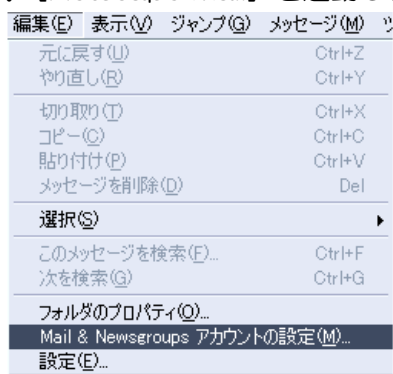 編集(E) 表示(V) ジャンプ(G) メッセージ(M)
元に戻す(U) Ctrl+Z
やり直し(R) Ctrl+Y
切り取り(T) Ctrl+X
コピー(C) Ctrl+C
貼り付け(P) Ctrl+V
メッセージを削除(D) Del
選択(S)
このメッセージを検索(F)... Ctrl+F
次を検索(G) Ctrl+G
フォルダのプロパティ(O)...
Mail & Newsgroups アカウントの設定(M)...
設定(E)...